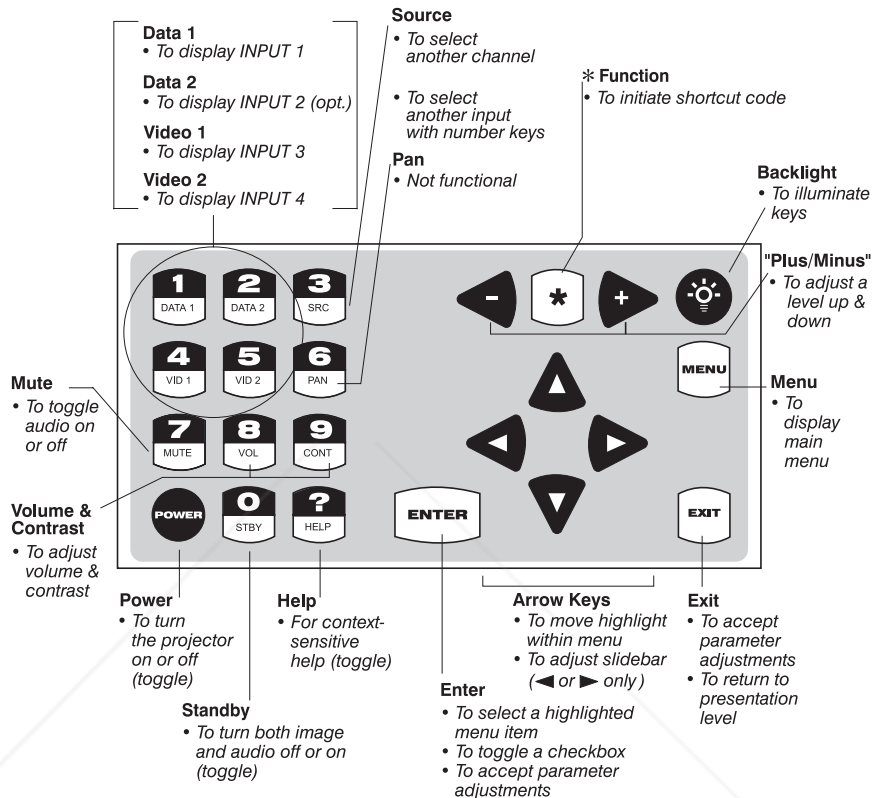 Data 1
• To display INPUT 1
Data 2
• To display INPUT 2 (opt.)
Video 1
• To display INPUT 3
Video 2
• To display INPUT 4
Source
• To select
another channel
• To select
another input
with number keys
Pan
• Not functional
* Function
• To initiate shortcut code
Backlight
• To illuminate
keys
"Plus/Minus"
• To adjust a
level up &
down
Menu
• To
display
main
menu
1
DATA 1
2
DATA 2
3
SRC
-
*
+
4
VID 1
5
VID 2
6
PAN
MENU
7
MUTE
8
VOL
9
CONT
POWER
0
STBY
?
HELP
ENTER
EXIT
Mute
• To toggle
audio on
or off
Volume &
Contrast
• To adjust
volume &
contrast
Power
• To turn
the projector
on or off
(toggle)
Standby
• To turn both image
and audio off or on
(toggle)
Help
• For context-
sensitive
help (toggle)
Enter
• To select a highlighted
menu item
• To toggle a checkbox
• To accept parameter
adjustments
Arrow Keys
• To move highlight
within menu
• To adjust slidebar
(◄ or ► only)
Exit
• To accept
parameter
adjustments
• To return to
presentation
level